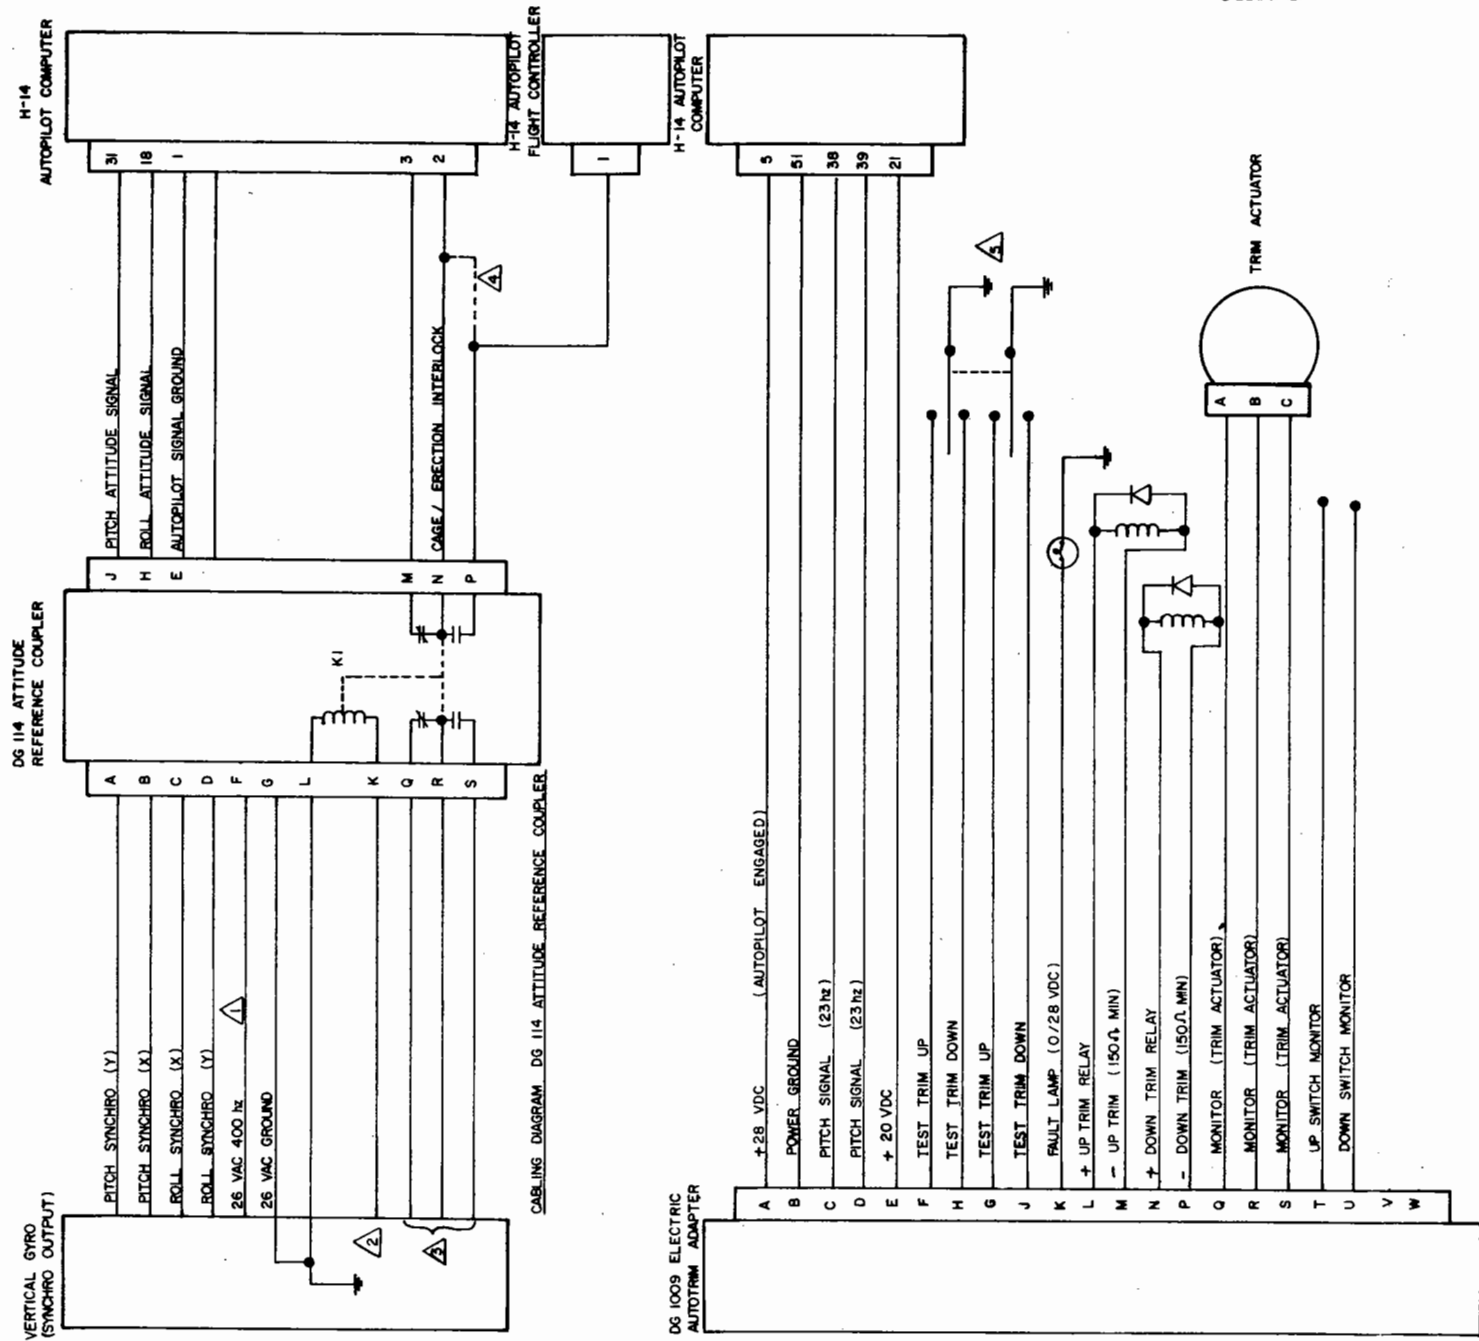 H-14
AUTOPILOT COMPUTER
H-14 AUTOPILOT
FLIGHT CONTROLLER
H-14 AUTOPILOT
COMPUTER
31
18
1
3
2
1
5
51
38
39
21
PITCH ATTITUDE SIGNAL
ROLL ATTITUDE SIGNAL
AUTOPILOT SIGNAL GROUND
CAGE/ ERECTION INTERLOCK
4
5
TRIM ACTUATOR
A
B
C
DG 114 ATTITUDE
REFERENCE COUPLER
J
H
E
M
N
P
K1
A
B
C
D
F
G
L
K
Q
R
S
PITCH SYNCHRO (Y)
PITCH SYNCHRO (X)
ROLL SYNCHRO (X)
ROLL SYNCHRO (Y)
26 VAC 400 hz
26 VAC GROUND
1
2
3
VERTICAL GYRO
(SYNCHRO OUTPUT)
CABLING DIAGRAM DG 114 ATTITUDE REFERENCE COUPLER
+28 VDC (AUTOPILOT ENGAGED)
POWER GROUND
PITCH SIGNAL (23hz)
PITCH SIGNAL (23hz)
+ 20 VDC
TEST TRIM UP
TEST TRIM DOWN
TEST TRIM UP
TEST TRIM DOWN
FAULT LAMP (0/28 VDC)
+ UP TRIM RELAY
- UP TRIM (150Ω MIN)
+ DOWN TRIM RELAY
- DOWN TRIM (150Ω MIN)
MONITOR (TRIM ACTUATOR)
MONITOR (TRIM ACTUATOR)
MONITOR (TRIM ACTUATOR)
UP SWITCH MONITOR
DOWN SWITCH MONITOR
DG 1009 ELECTRIC
AUTOTRIM ADAPTER
A
B
C
D
E
F
H
G
J
K
L
M
N
P
Q
R
S
T
U
V
W